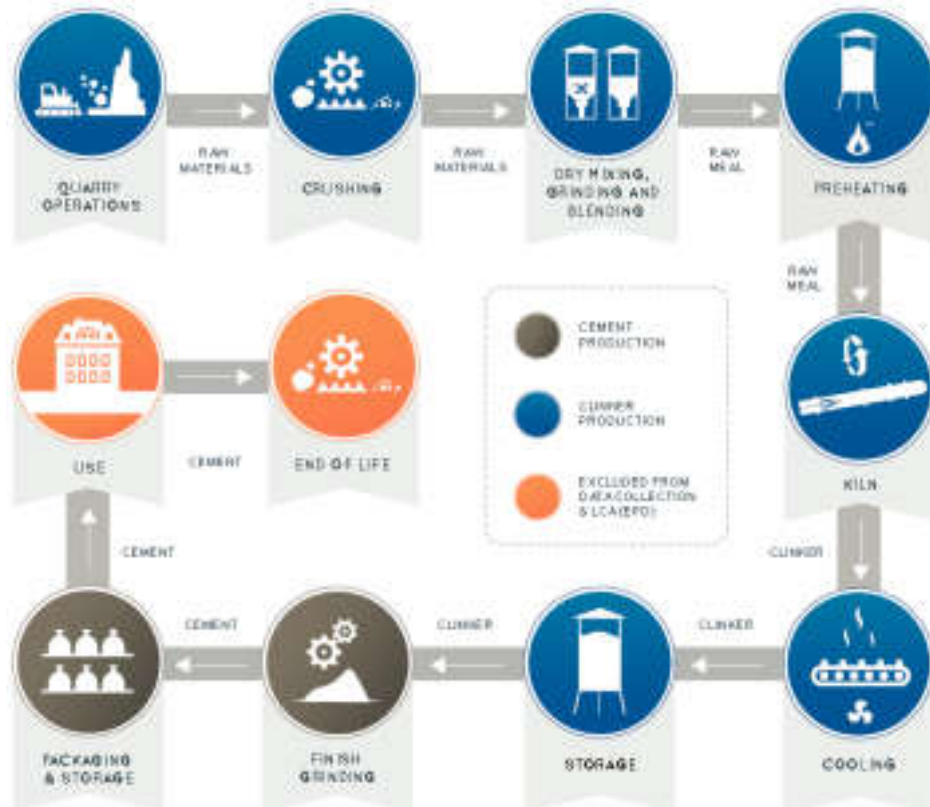 RAW
MATERIALS
RAW
MATERIALS
RAW
MEAL
QUARRY
OPERATIONS
CRUSHING
DRY MIXING,
GRINDING AND
BLENDING
PREHEATING
RAW
MEAL
CEMENT
PRODUCTION
CLINKER
PRODUCTION
EXCLUDED FROM
DATA COLLECTION
& LCA (EPD)
USE
CEMENT
END OF LIFE
KILN
CEMENT
CLINKER
CEMENT
CLINKER
CLINKER
PACKAGING
& STORAGE
FINISH
GRINDING
STORAGE
COOLING